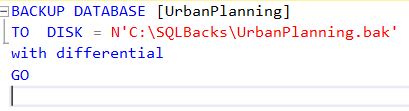 BACKUP DATABASE [UrbanPlanning]
TO  DISK = N'C:\SQLBacks\UrbanPlanning.bak'
with differential
GO